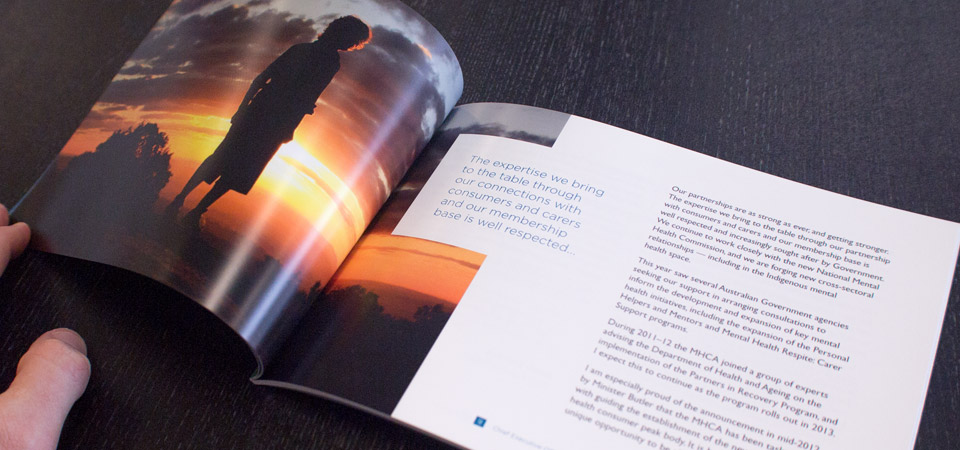 The expertise we bring
to the table through
our connections with
consumers and carers
and our membership
base is well respected...
Our partnerships are as strong as ever, and getting stronger.
The expertise we bring to the table through our partnership
with consumers and carers and our membership base is
well respected and increasingly sought after by Government.
We continue to work closely with the new National Mental
Health Commission, and we are forging new cross-sectoral
relationships — including in the Indigenous mental
health space.
This year saw several Australian Government agencies
seeking our support in arranging consultations to
inform the development and expansion of key mental
health initiatives, including the expansion of the Personal
Helpers and Mentors and Mental Health Respite: Carer
Support programs.
During 2011–12 the MHCA joined a group of experts
advising the Department of Health and Ageing on the
implementation of the Partners in Recovery Program, and
I expect this to continue as the program rolls out in 2013.
I am especially proud of the announcement in mid-2012
by Minister Butler that the MHCA has been tasked
with guiding the establishment of the new
health consumer peak body. It is
unique opportunity to be
Chief Executive